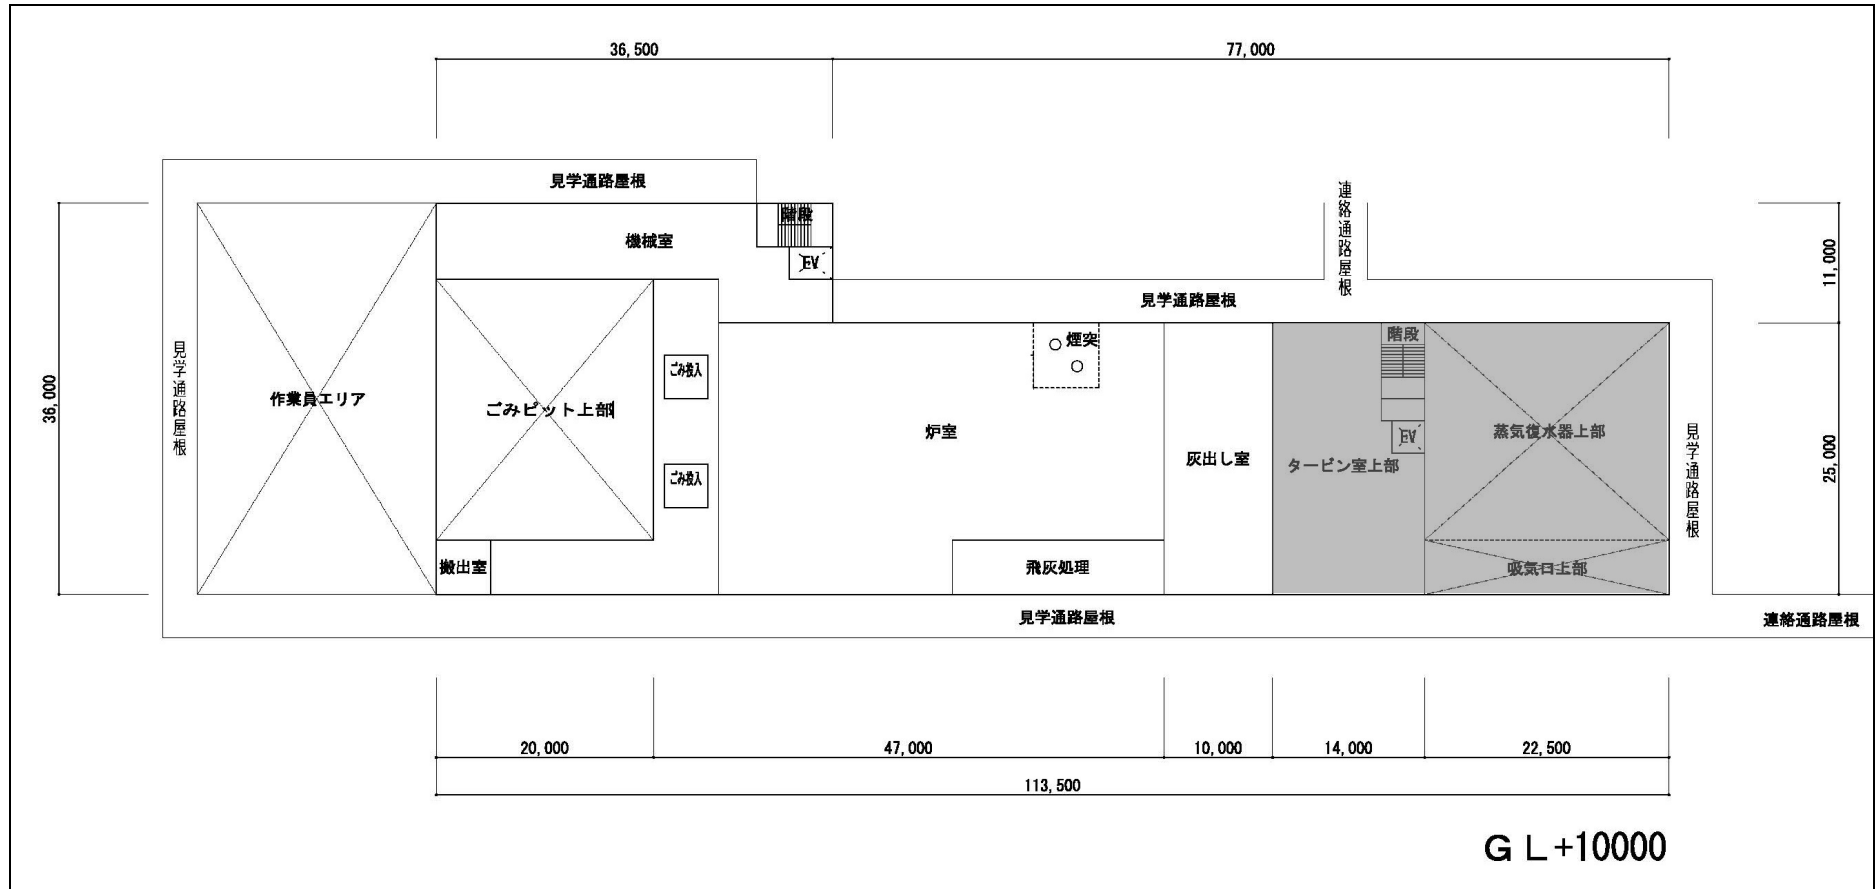 36,500
77,000
見学通路屋根
連絡通路屋根
階段
機械室
EV
11,000
見学通路屋根
煙突
階段
見学通路屋根
36,000
作業員エリア
ごみピット上部
ごみ投入
炉室
EV
蒸気復水器上部
見学通路屋根
灰出し室
タービン室上部
25,000
ごみ投入
搬出室
飛灰処理
吸気口上部
見学通路屋根
連絡通路屋根
20,000
47,000
10,000
14,000
22,500
113,500
ＧＬ+10000